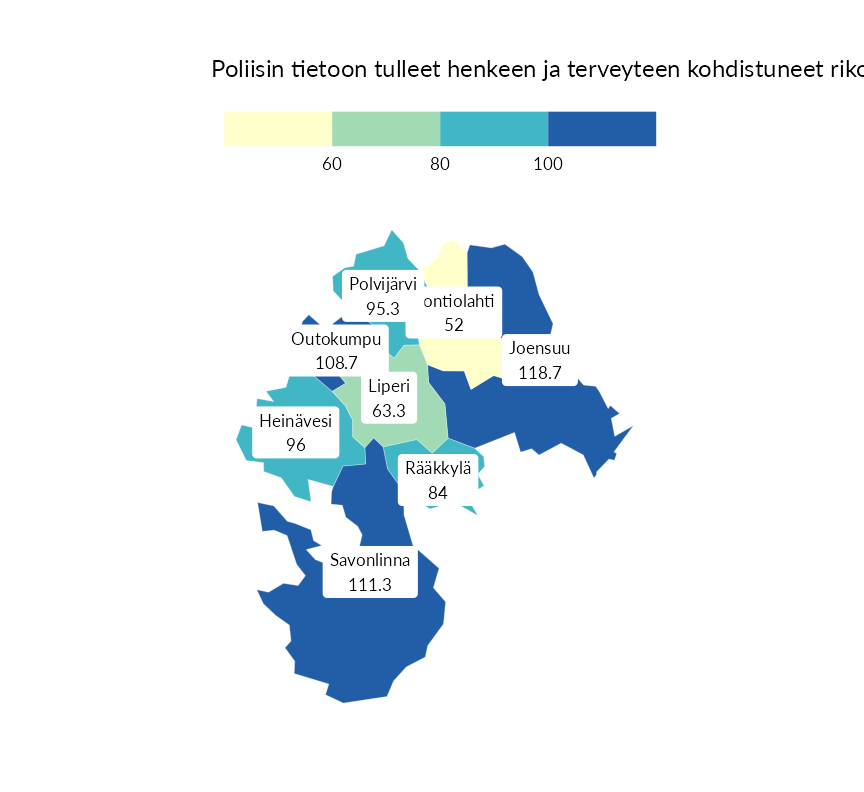 Poliisin tietoon tulleet henkeen ja terveyteen kohdistuneet riko
60
80
100
Polvijärvi
95.3
ontiolahti
52
Outokumpu
108.7
Joensuu
118.7
Liperi
63.3
Heinävesi
96
Rääkkylä
84
Savonlinna
111.3